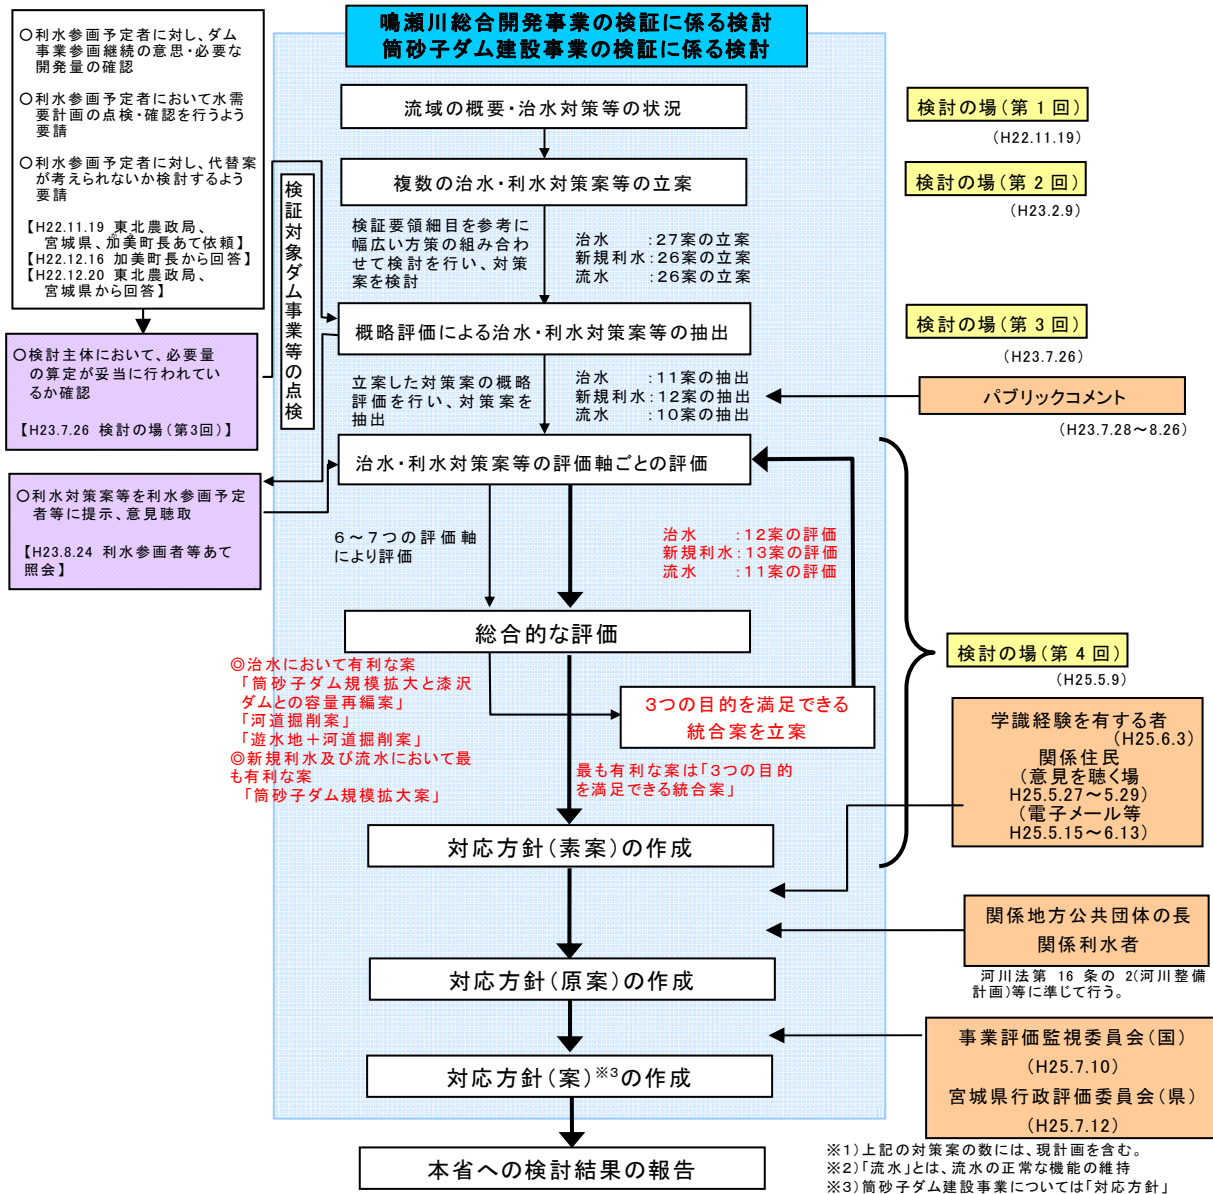 鳴瀬川総合開発事業の検証に係る検討
筒砂子ダム建設事業の検証に係る検討
○利水参画予定者に対し、ダム
事業参画継続の意思・必要な
開発量の確認
○利水参画予定者において水需
要計画の点検・確認を行うよう
要請
○利水参画予定者に対し、代替案
が考えられないか検討するよう
要請
【H22.11.19 東北農政局、
宮城県、加美町長あて依頼】
【H22.12.16 加美町長から回答】
【H22.12.20 東北農政局、
宮城県から回答】
○検討主体において、必要量
の算定が妥当に行われてい
るか確認
【H23.7.26 検討の場(第3回)】
○利水対策案等を利水参画予定
者等に提示、意見聴取
【H23.8.24 利水参画者等あて
照会】
検証対象ダム事業等の点検
流域の概要・治水対策等の状況
複数の治水・利水対策案等の立案
検証要領細目を参考に
幅広い方策の組み合わ
せて検討を行い、対策
案を検討
治水　　:27案の立案
新規利水:26案の立案
流水　　:26案の立案
概略評価による治水・利水対策案等の抽出
立案した対策案の概略
評価を行い、対策案を
抽出
治水　　:11案の抽出
新規利水:12案の抽出
流水　　:10案の抽出
治水・利水対策案等の評価軸ごとの評価
6～7つの評価軸
により評価
治水　　:12案の評価
新規利水:13案の評価
流水　　:11案の評価
総合的な評価
◎治水において有利な案
「筒砂子ダム規模拡大と漆沢
ダムとの容量再編案」
「河道掘削案」
「遊水地+河道掘削案」
◎新規利水及び流水において最
も有利な案
「筒砂子ダム規模拡大案」
3つの目的を満足できる
統合案を立案
最も有利な案は「3つの目的
を満足できる統合案」
対応方針(素案)の作成
対応方針(原案)の作成
対応方針(案)※3の作成
本省への検討結果の報告
検討の場(第1回)
(H22.11.19)
検討の場(第2回)
(H23.2.9)
検討の場(第3回)
(H23.7.26)
パブリックコメント
(H23.7.28～8.26)
検討の場(第4回)
(H25.5.9)
学識経験を有する者
(H25.6.3)
関係住民
(意見を聴く場
H25.5.27～5.29)
(電子メール等
H25.5.15～6.13)
関係地方公共団体の長
関係利水者
河川法第 16 条の 2(河川整備
計画)等に準じて行う。
事業評価監視委員会(国)
(H25.7.10)
宮城県行政評価委員会(県)
(H25.7.12)
※1)上記の対策案の数には、現計画を含む。
※2)「流水」とは、流水の正常な機能の維持
※3)筒砂子ダム建設事業については「対応方針」